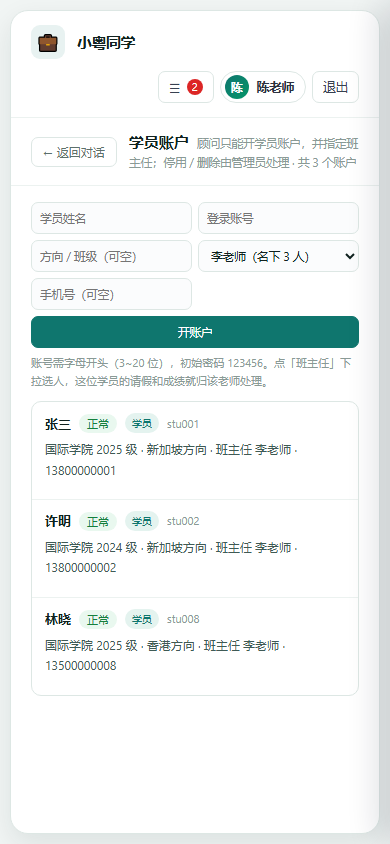 小粤同学
☰ 2 陈 陈老师 退出
← 返回对话 学员账户 顾问只能开学员账户，并指定班
主任；停用 / 删除由管理员处理 · 共 3 个账户
学员姓名 登录账号
方向 / 班级（可空） 李老师（名下 3 人）
手机号（可空）
开账户
账号需字母开头（3~20 位），初始密码 123456。点「班主任」下
拉选人，这位学员的请假和成绩就归该老师处理。
张三 正常 学员 stu001
国际学院 2025 级 · 新加坡方向 · 班主任 李老师 ·
13800000001
许明 正常 学员 stu002
国际学院 2024 级 · 新加坡方向 · 班主任 李老师 ·
13800000002
林晓 正常 学员 stu008
国际学院 2025 级 · 香港方向 · 班主任 李老师 ·
13500000008